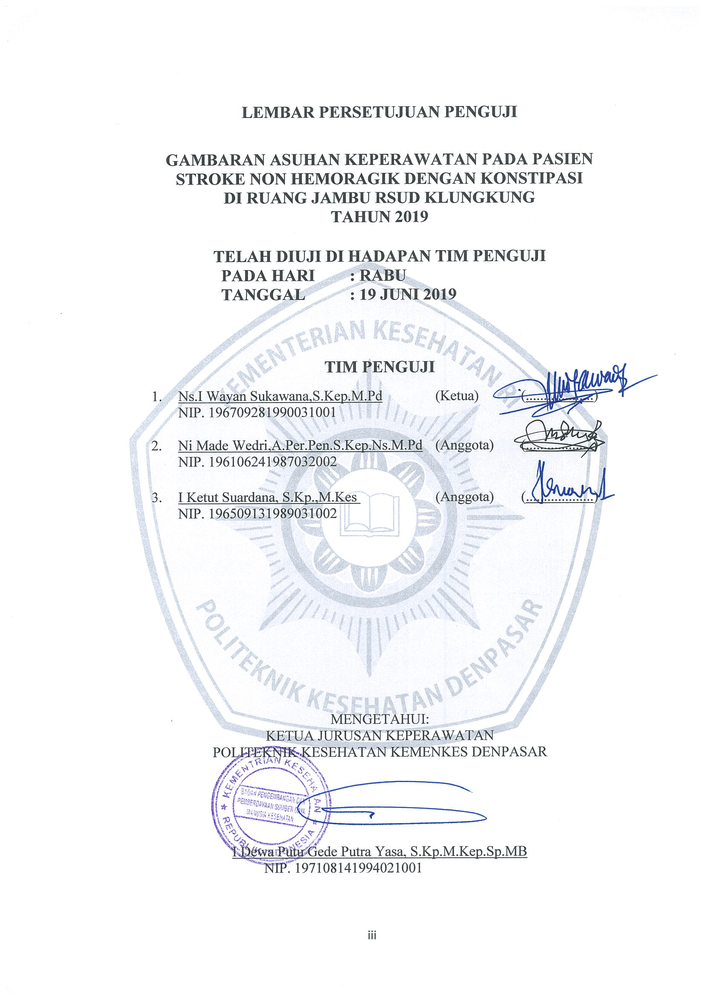 LEMBAR PERSETUJUAN PENGUJI
GAMBARAN ASUHAN KEPERAWATAN PADA PASIEN
STROKE NON HEMORAGIK DENGAN KONSTIPASI
DI RUANG JAMBU RSUD KLUNGKUNG
TAHUN 2019
TELAH DIUJI DI HADAPAN TIM PENGUJI
PADA HARI : RABU
TANGGAL : 19 JUNI 2019
KEMENTERIAN KESEHATAN RI
TIM PENGUJI
1. Ns.I Wayan Sukawana,S.Kep.M.Pd (Ketua) (...................)
NIP. 196709281990031001
2. Ni Made Wedri,A.Per.Pen.S.Kep.Ns.M.Pd (Anggota) (...................)
NIP. 196106241987032002
3. I Ketut Suardana, S.Kp.,M.Kes (Anggota) (...................)
NIP. 196509131989031002
POLITEKNIK KESEHATAN DENPASAR
MENGETAHUI:
KETUA JURUSAN KEPERAWATAN
POLITEKNIK KESEHATAN KEMENKES DENPASAR
KEMENTRIAN KESEHATAN
BADAN PENGEMBANGAN DAN
PEMBERDAYAAN SUMBER DAYA
MANUSIA KESEHATAN
REPUBLIK INDONESIA
I Dewa Putu Gede Putra Yasa, S.Kp.M.Kep.Sp.MB
NIP. 197108141994021001
iii